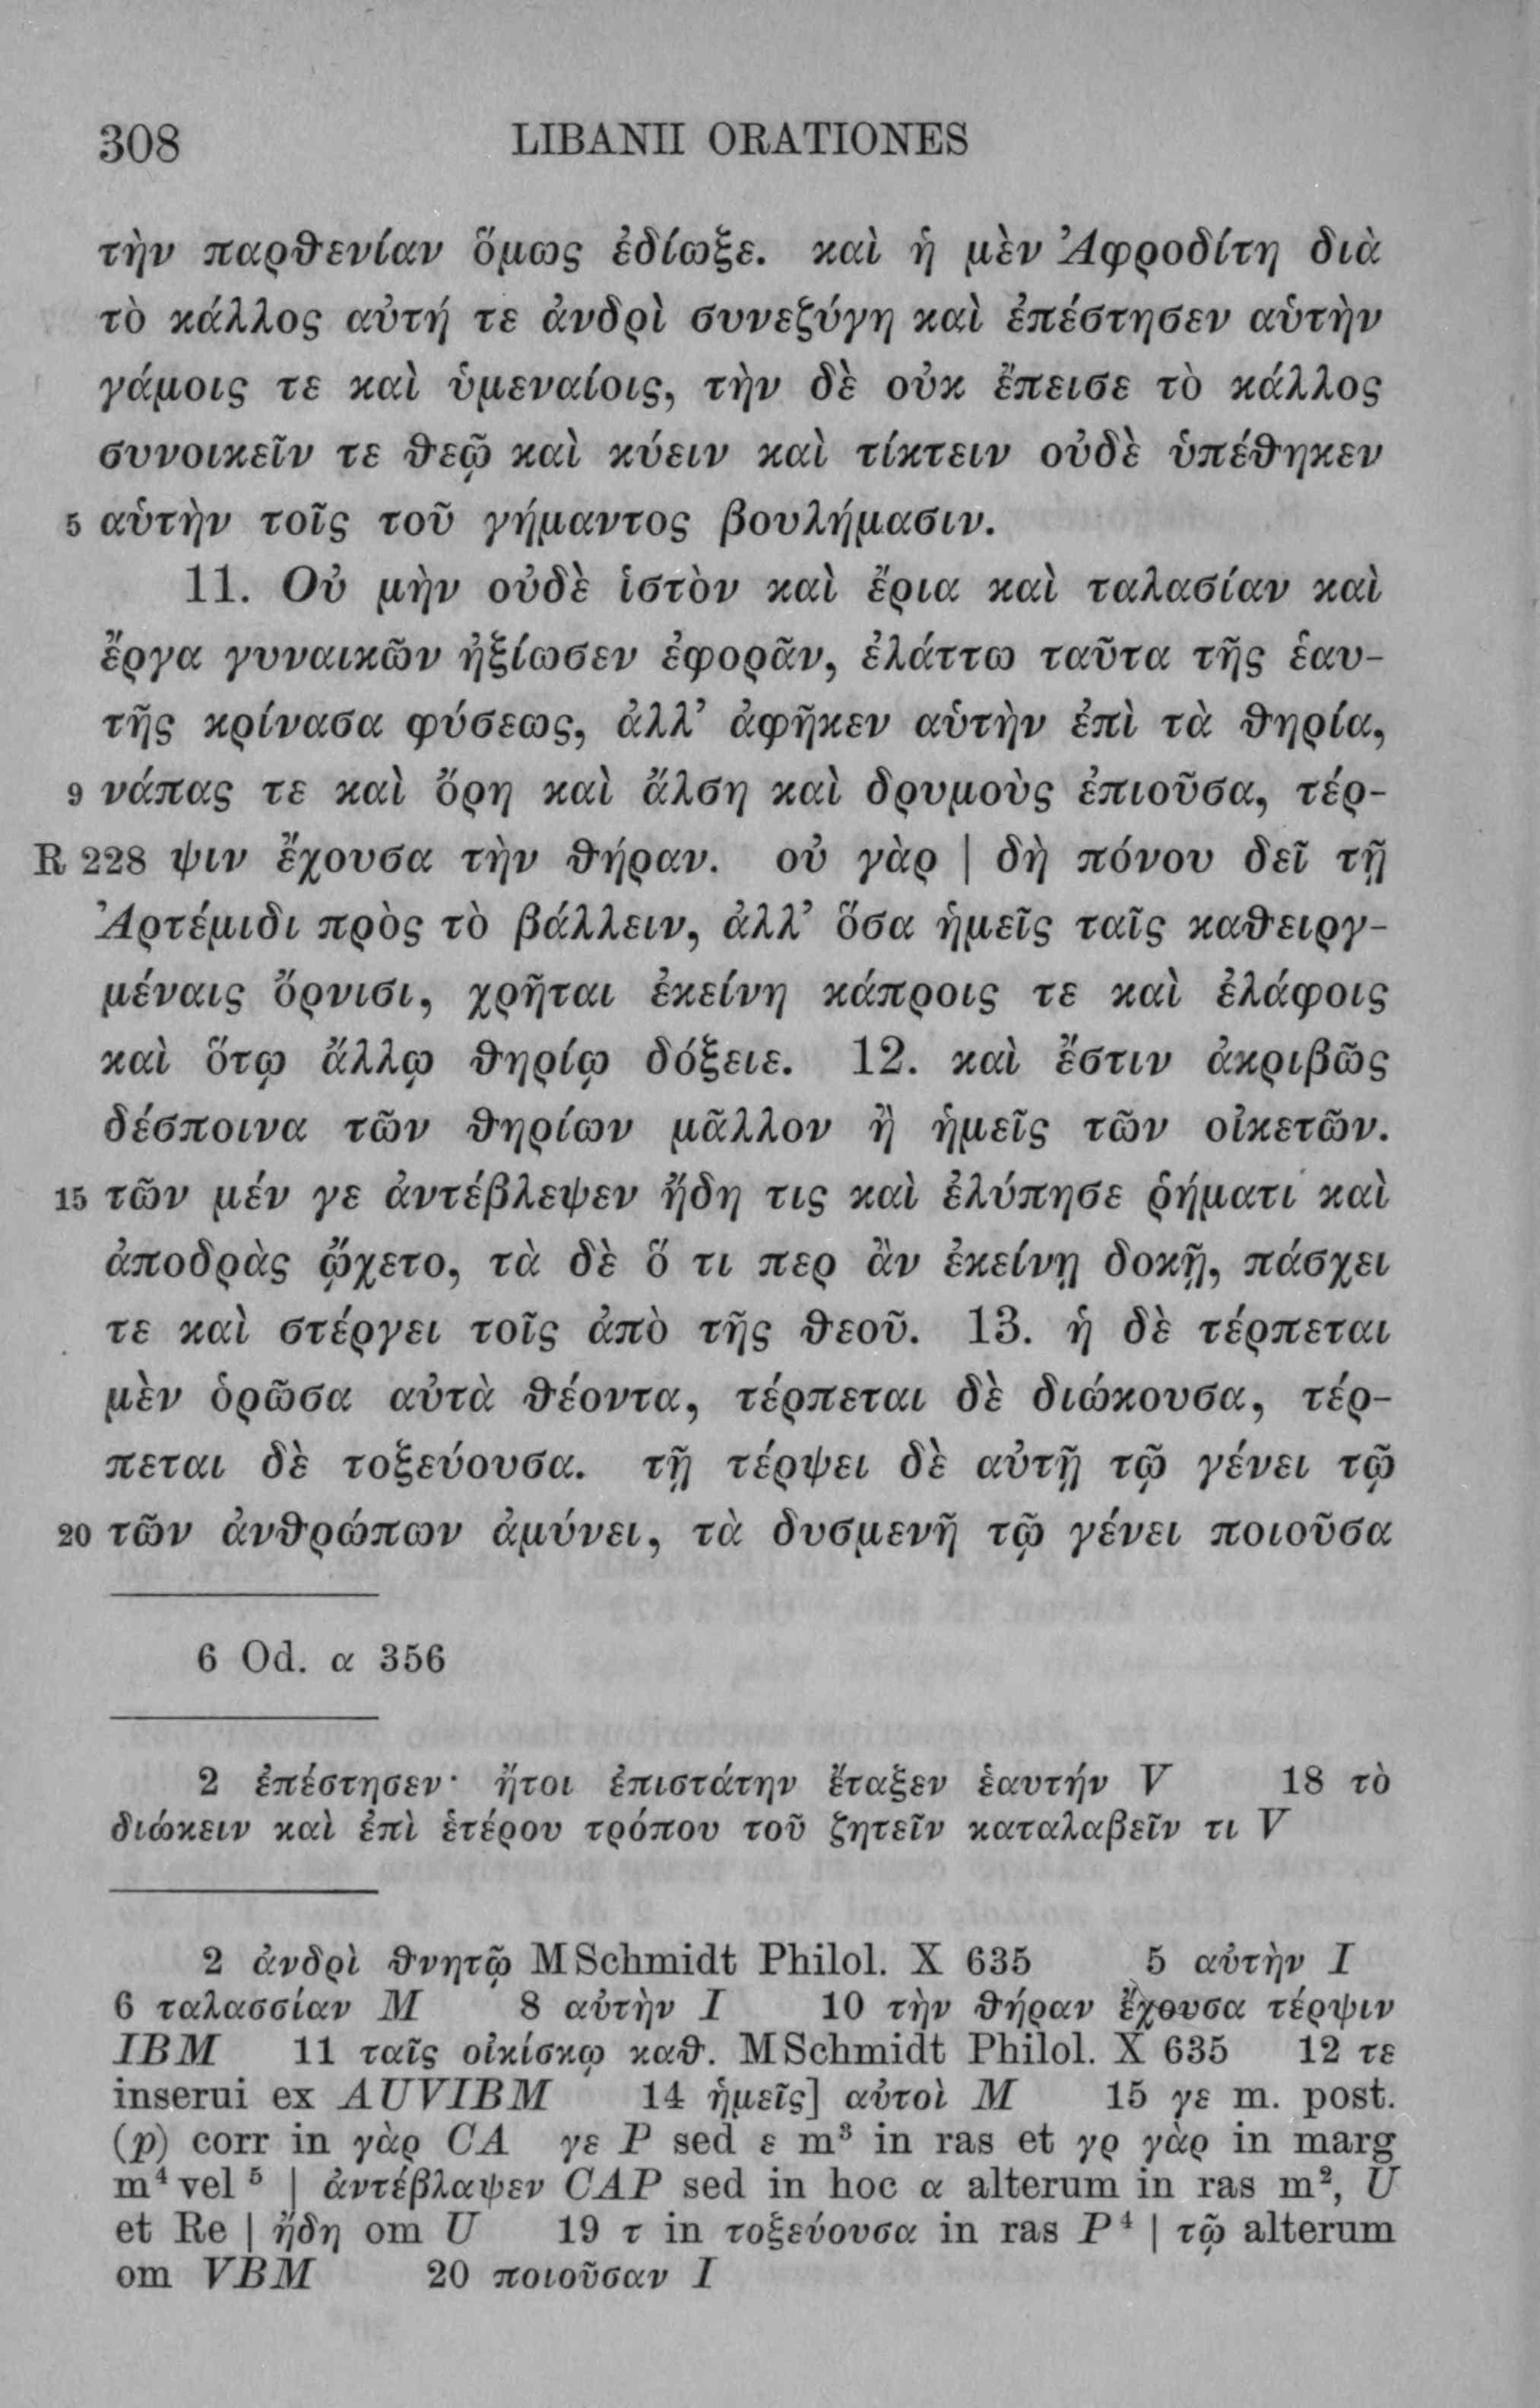 308 LIBANII ORATIONES
τὴν παρθενίαν ὅμως ἐδίωξε. καὶ ἡ μὲν Ἀφροδίτη διὰ
τὸ κάλλος αὐτή τε ἀνδρὶ συνεζύγη καὶ ἐπέστησεν αὑτὴν
γάμοις τε καὶ ὑμεναίοις, τὴν δὲ οὐκ ἔπεισε τὸ κάλλος
συνοικεῖν τε θεῷ καὶ κύειν καὶ τίκτειν οὐδὲ ὑπέθηκεν
5 αὑτὴν τοῖς τοῦ γήμαντος βουλήμασιν.
11. Οὐ μὴν οὐδὲ ἱστὸν καὶ ἔρια καὶ ταλασίαν καὶ
ἔργα γυναικῶν ἠξίωσεν ἐφορᾶν, ἐλάττω ταῦτα τῆς ἑαυ-
τῆς κρίνασα φύσεως, ἀλλ’ ἀφῆκεν αὑτὴν ἐπὶ τὰ θηρία,
9 νάπας τε καὶ ὄρη καὶ ἄλση καὶ δρυμοὺς ἐπιοῦσα, τέρ-
R 228 ψιν ἔχουσα τὴν θήραν. οὐ γὰρ | δὴ πόνου δεῖ τῇ
Ἀρτέμιδι πρὸς τὸ βάλλειν, ἀλλ’ ὅσα ἡμεῖς ταῖς καθειργ-
μέναις ὄρνισι, χρῆται ἐκείνη κάπροις τε καὶ ἐλάφοις
καὶ ὅτῳ ἄλλῳ θηρίῳ δόξειε. 12. καὶ ἔστιν ἀκριβῶς
δέσποινα τῶν θηρίων μᾶλλον ἢ ἡμεῖς τῶν οἰκετῶν.
15 τῶν μέν γε ἀντέβλεψεν ἤδη τις καὶ ἐλύπησε ῥήματι καὶ
ἀποδρὰς ᾤχετο, τὰ δὲ ὅ τι περ ἂν ἐκείνῃ δοκῇ, πάσχει
τε καὶ στέργει τοῖς ἀπὸ τῆς θεοῦ. 13. ἡ δὲ τέρπεται
μὲν ὁρῶσα αὐτὰ θέοντα, τέρπεται δὲ διώκουσα, τέρ-
πεται δὲ τοξεύουσα. τῇ τέρψει δὲ αὐτῇ τῷ γένει τῷ
20 τῶν ἀνθρώπων ἀμύνει, τὰ δυσμενῆ τῷ γένει ποιοῦσα
6 Od. α 356
2 ἐπέστησεν· ἤτοι ἐπιστάτην ἔταξεν ἑαυτήν V 18 τὸ
διώκειν καὶ ἐπὶ ἑτέρου τρόπου τοῦ ζητεῖν καταλαβεῖν τι V
2 ἀνδρὶ θνητῷ MSchmidt Philol. X 635 5 αὐτὴν I
6 ταλασσίαν M 8 αὐτὴν I 10 τὴν θήραν ἔχουσα τέρψιν
IBM 11 ταῖς οἰκίσκῳ καθ. MSchmidt Philol. X 635 12 τε
inserui ex AUVIBM 14 ἡμεῖς] αὐτοὶ M 15 γε m. post.
(p) corr in γὰρ CA γε P sed ε m³ in ras et γρ γὰρ in marg
m⁴ vel ⁵ | ἀντέβλαψεν CAP sed in hoc α alterum in ras m², U
et Re | ἤδη om U 19 τ in τοξεύουσα in ras P⁴ | τῷ alterum
om VBM 20 ποιοῦσαν I